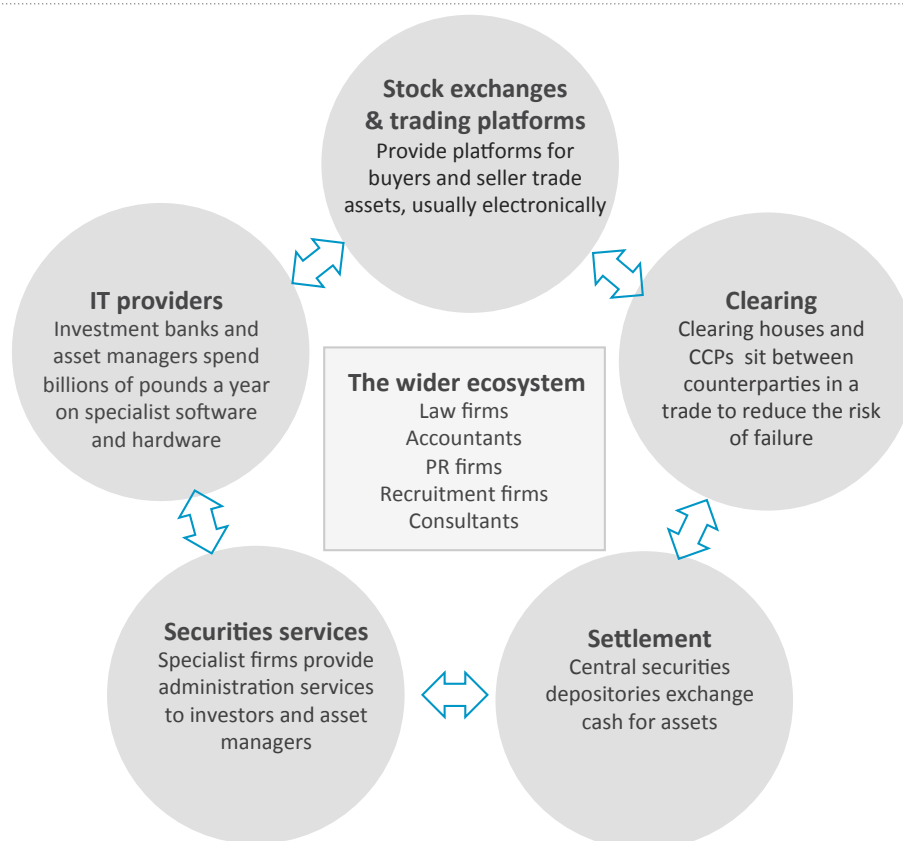 Stock exchanges
& trading platforms
Provide platforms for
buyers and seller trade
assets, usually electronically
IT providers
Investment banks and
asset managers spend
billions of pounds a year
on specialist software
and hardware
Clearing
Clearing houses and
CCPs sit between
counterparties in a
trade to reduce the risk
of failure
The wider ecosystem
Law firms
Accountants
PR firms
Recruitment firms
Consultants
Securities services
Specialist firms provide
administration services
to investors and asset
managers
Settlement
Central securities
depositories exchange
cash for assets